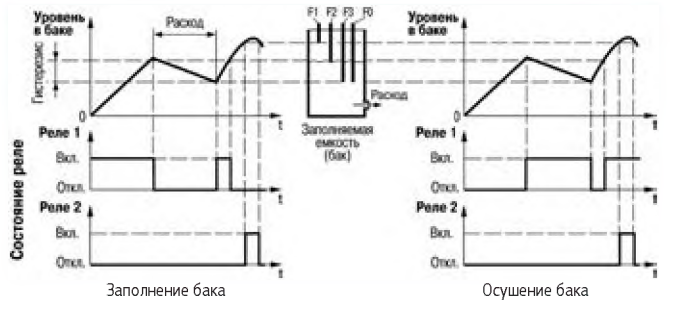 Уровень
в баке
Расход
Гистерезис
0
t
Реле 1
Вкл.
Откл.
t
Реле 2
Вкл.
Откл.
t
Состояние реле
Заполнение бака
F1 F2 F3 F0
Расход
Заполняемая
емкость
(бак)
Уровень
в баке
0
t
Реле 1
Вкл.
Откл.
t
Реле 2
Вкл.
Откл.
t
Осушение бака